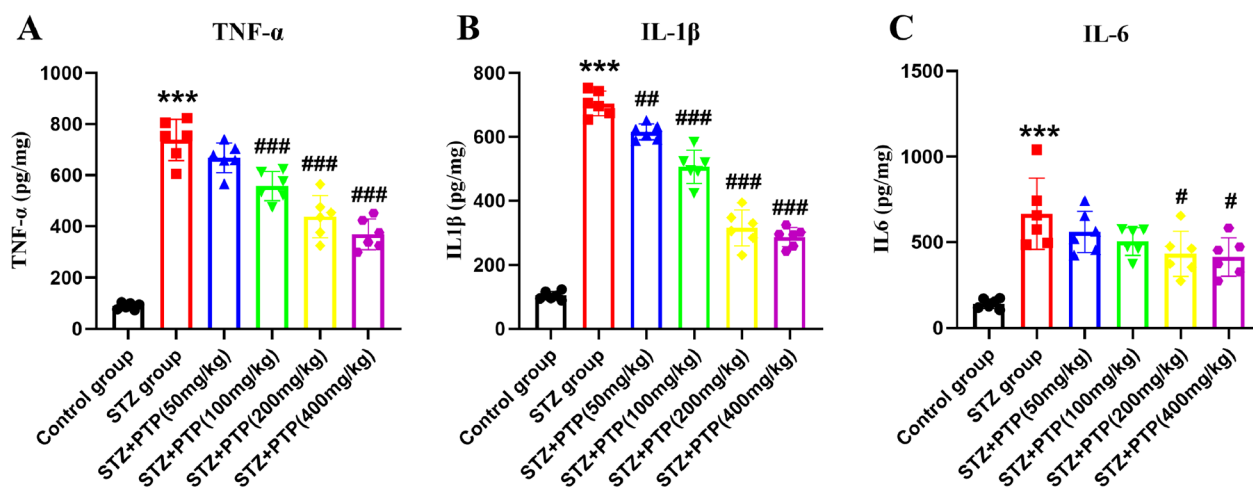 A
TNF-α
TNF-α (pg/mg)
1000
800
600
400
200
0
***
###
###
###
Control group
STZ group
STZ+PTP(50mg/kg)
STZ+PTP(100mg/kg)
STZ+PTP(200mg/kg)
STZ+PTP(400mg/kg)
B
IL-1β
IL1β (pg/mg)
800
600
400
200
0
***
##
###
###
###
Control group
STZ group
STZ+PTP(50mg/kg)
STZ+PTP(100mg/kg)
STZ+PTP(200mg/kg)
STZ+PTP(400mg/kg)
C
IL-6
IL6 (pg/mg)
1500
1000
500
0
***
#
#
Control group
STZ group
STZ+PTP(50mg/kg)
STZ+PTP(100mg/kg)
STZ+PTP(200mg/kg)
STZ+PTP(400mg/kg)